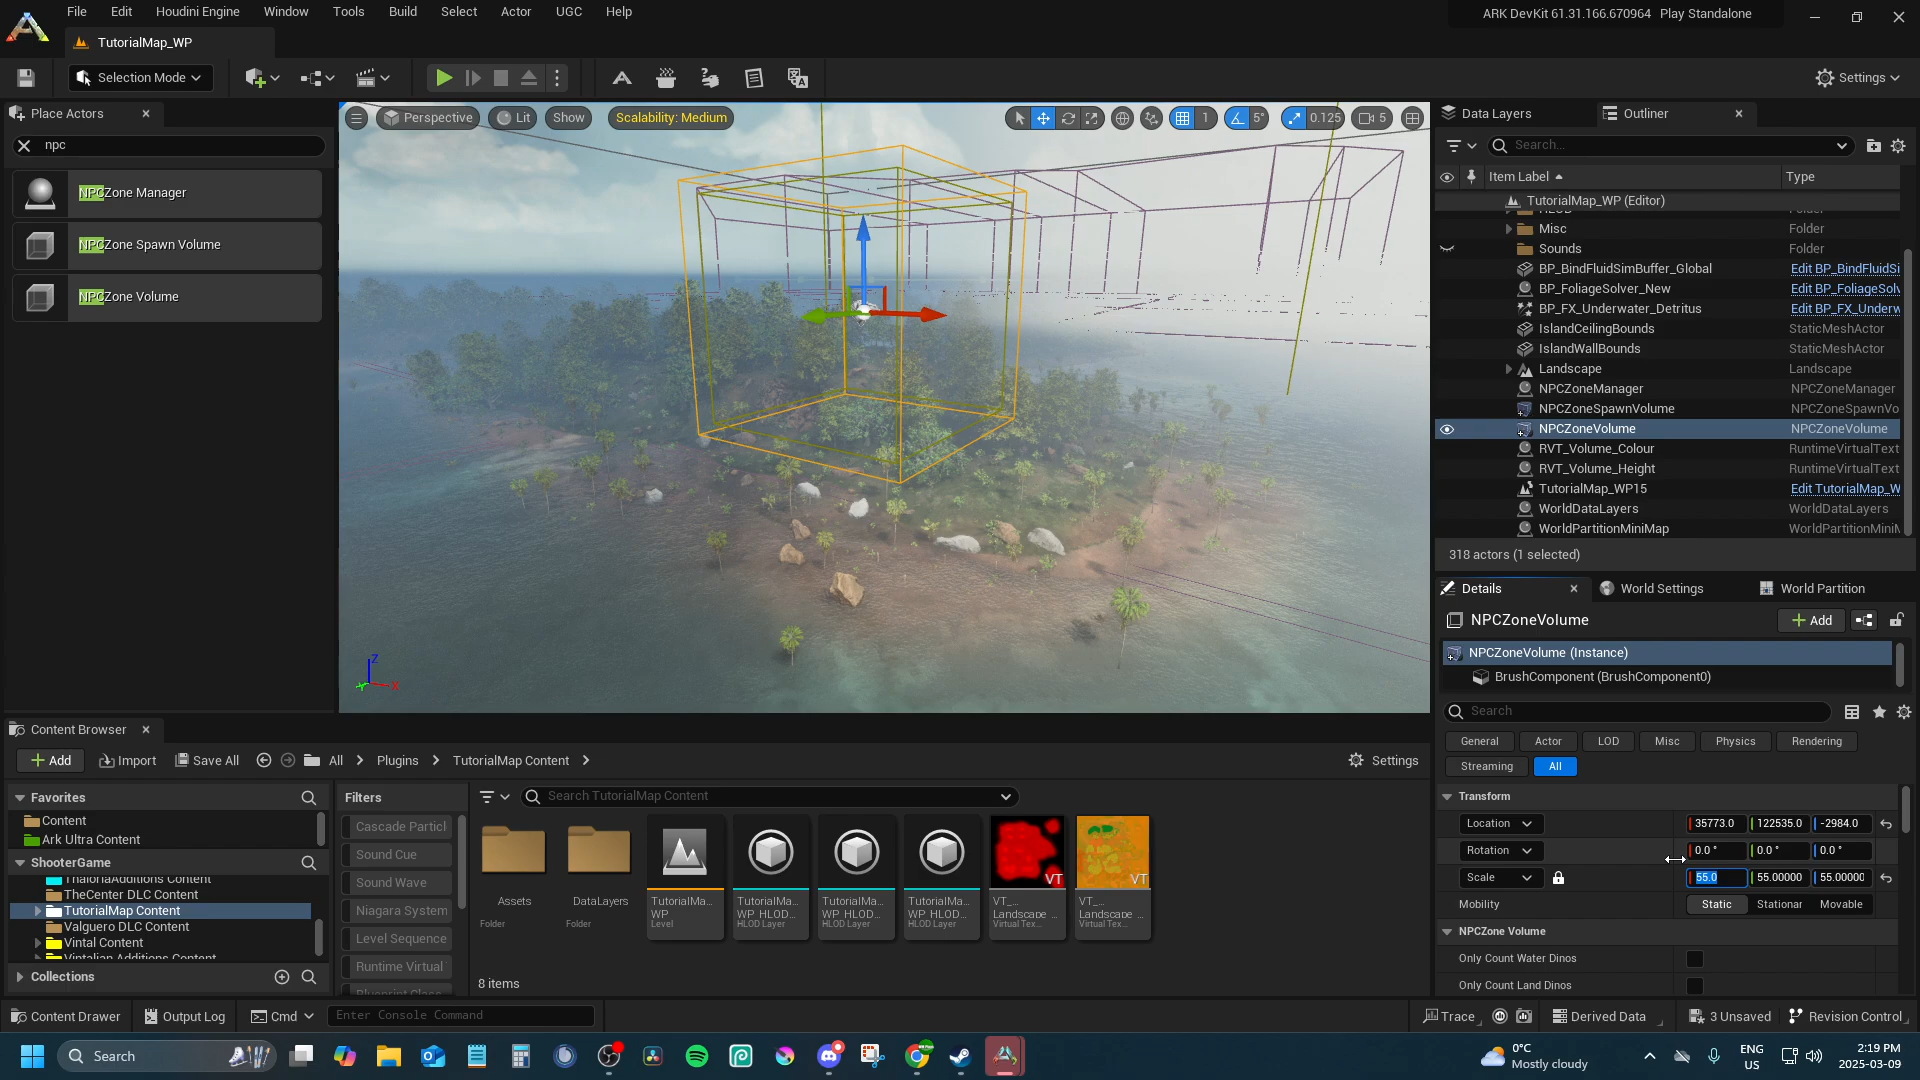 File Edit Houdini Engine Window Tools Build Select Actor UGC Help
ARK DevKit 61.31.166.670964 Play Standalone
TutorialMap_WP
Selection Mode
Settings
Place Actors
npc
NPCZone Manager
NPCZone Spawn Volume
NPCZone Volume
Perspective Lit Show Scalability: Medium
1 5° 0.125 5
Z
X
Data Layers Outliner
Search...
Item Label Type
TutorialMap_WP (Editor)
Misc Folder
Sounds Folder
BP_BindFluidSimBuffer_Global Edit BP_BindFluidSi
BP_FoliageSolver_New Edit BP_FoliageSolv
BP_FX_Underwater_Detritus Edit BP_FX_Underw
IslandCeilingBounds StaticMeshActor
IslandWallBounds StaticMeshActor
Landscape Landscape
NPCZoneManager NPCZoneManager
NPCZoneSpawnVolume NPCZoneSpawnVo
NPCZoneVolume NPCZoneVolume
RVT_Volume_Colour RuntimeVirtualText
RVT_Volume_Height RuntimeVirtualText
TutorialMap_WP15 Edit TutorialMap_W
WorldDataLayers WorldDataLayers
WorldPartitionMiniMap WorldPartitionMiniM
318 actors (1 selected)
Details World Settings World Partition
NPCZoneVolume
Add
NPCZoneVolume (Instance)
BrushComponent (BrushComponent0)
Search
General Actor LOD Misc Physics Rendering
Streaming All
Transform
Location 35773.0 122535.0 -2984.0
Rotation 0.0 ° 0.0 ° 0.0 °
Scale 55.0 55.00000 55.00000
Mobility Static Stationar Movable
NPCZone Volume
Only Count Water Dinos
Only Count Land Dinos
Content Browser
Add Import Save All All Plugins TutorialMap Content
Settings
Favorites
Content
Ark Ultra Content
ShooterGame
ThaloriaAdditions Content
TheCenter DLC Content
TutorialMap Content
Valguero DLC Content
Vintal Content
Vintalian Additions Content
Collections
Filters
Cascade Particl
Sound Cue
Sound Wave
Niagara System
Level Sequence
Runtime Virtual
Blueprint Class
Search TutorialMap Content
VT VT
Assets DataLayers TutorialMa... TutorialMa... TutorialMa... TutorialMa... VT_... VT_...
WP WP_HLOD... WP_HLOD... WP_HLOD... Landscape_... Landscape_...
Folder Folder Level HLOD Layer HLOD Layer HLOD Layer Virtual Tex... Virtual Tex...
8 items
Content Drawer Output Log Cmd Enter Console Command
Trace Derived Data 3 Unsaved Revision Control
Search
0°C
Mostly cloudy
ENG
US
2:19 PM
2025-03-09